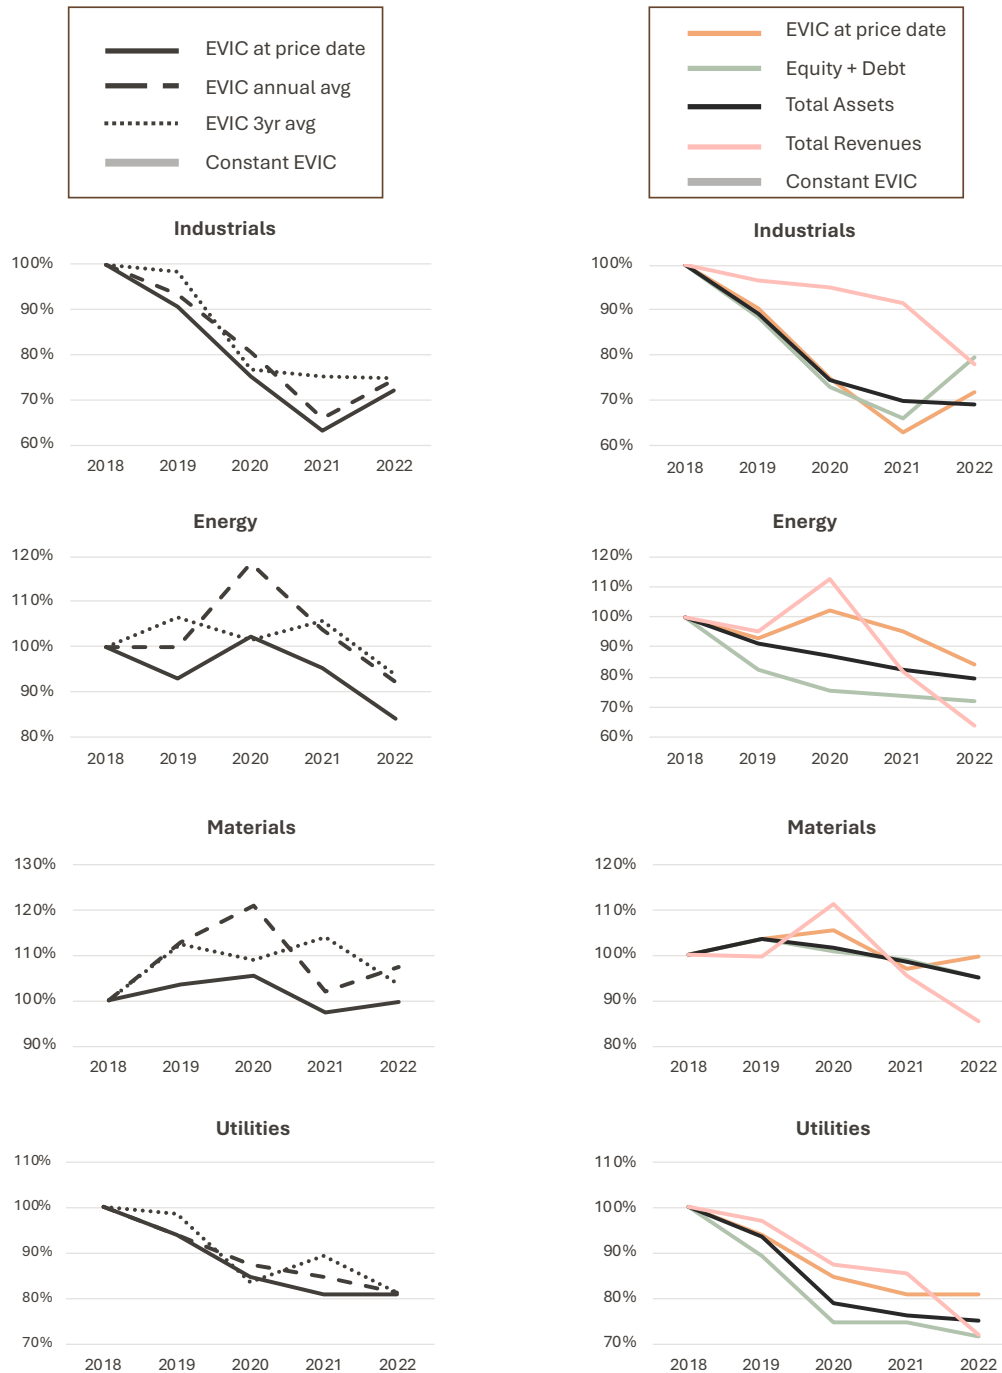 EVIC at price date
EVIC annual avg
EVIC 3yr avg
Constant EVIC
EVIC at price date
Equity + Debt
Total Assets
Total Revenues
Constant EVIC
Industrials
100%
90%
80%
70%
60%
2018 2019 2020 2021 2022
Industrials
100%
90%
80%
70%
60%
2018 2019 2020 2021 2022
Energy
120%
110%
100%
90%
80%
2018 2019 2020 2021 2022
Energy
120%
110%
100%
90%
80%
70%
60%
2018 2019 2020 2021 2022
Materials
130%
120%
110%
100%
90%
2018 2019 2020 2021 2022
Materials
120%
110%
100%
90%
80%
2018 2019 2020 2021 2022
Utilities
110%
100%
90%
80%
70%
2018 2019 2020 2021 2022
Utilities
110%
100%
90%
80%
70%
2018 2019 2020 2021 2022